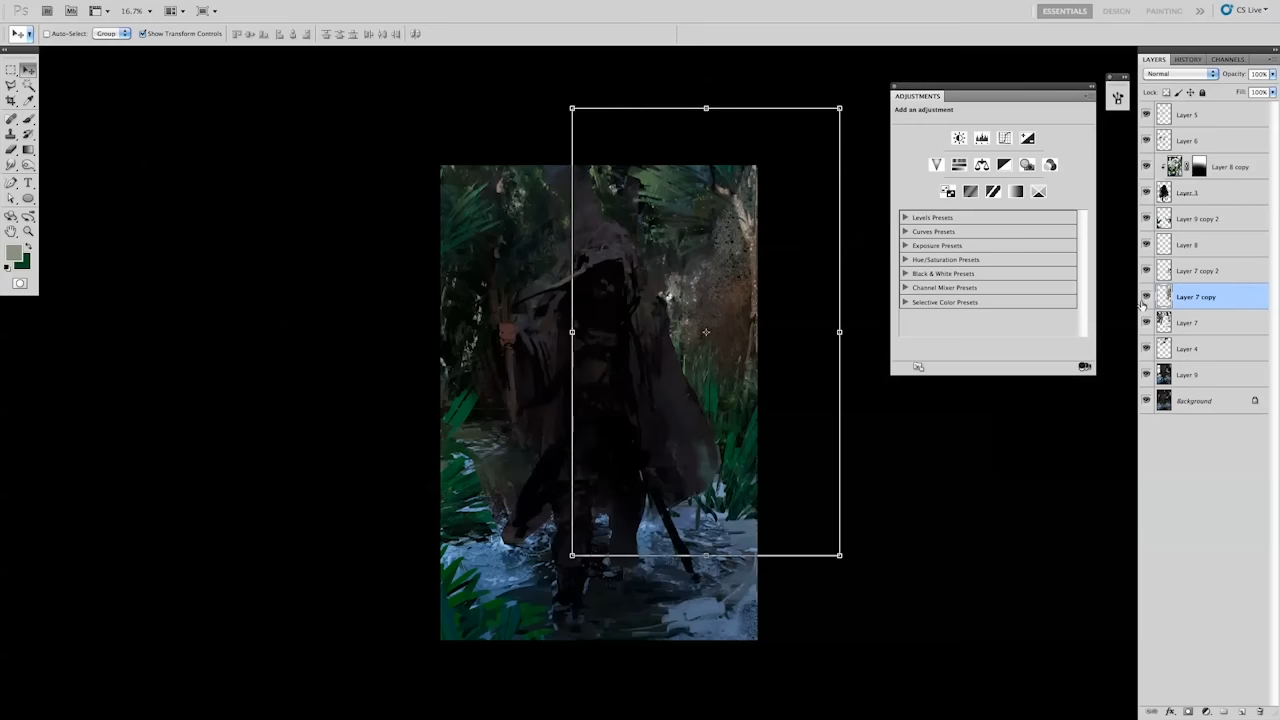 Ps Br Mb 16.7% ESSENTIALS DESIGN PAINTING CS Live
Auto-Select: Group Show Transform Controls
LAYERS HISTORY CHANNELS
Normal Opacity: 100%
Lock: Fill: 100%
ADJUSTMENTS
Add an adjustment
Levels Presets
Curves Presets
Exposure Presets
Hue/Saturation Presets
Black & White Presets
Channel Mixer Presets
Selective Color Presets
Layer 5
Layer 6
Layer 8 copy
Layer 3
Layer 9 copy 2
Layer 8
Layer 7 copy 2
Layer 7 copy
Layer 7
Layer 4
Layer 9
Background